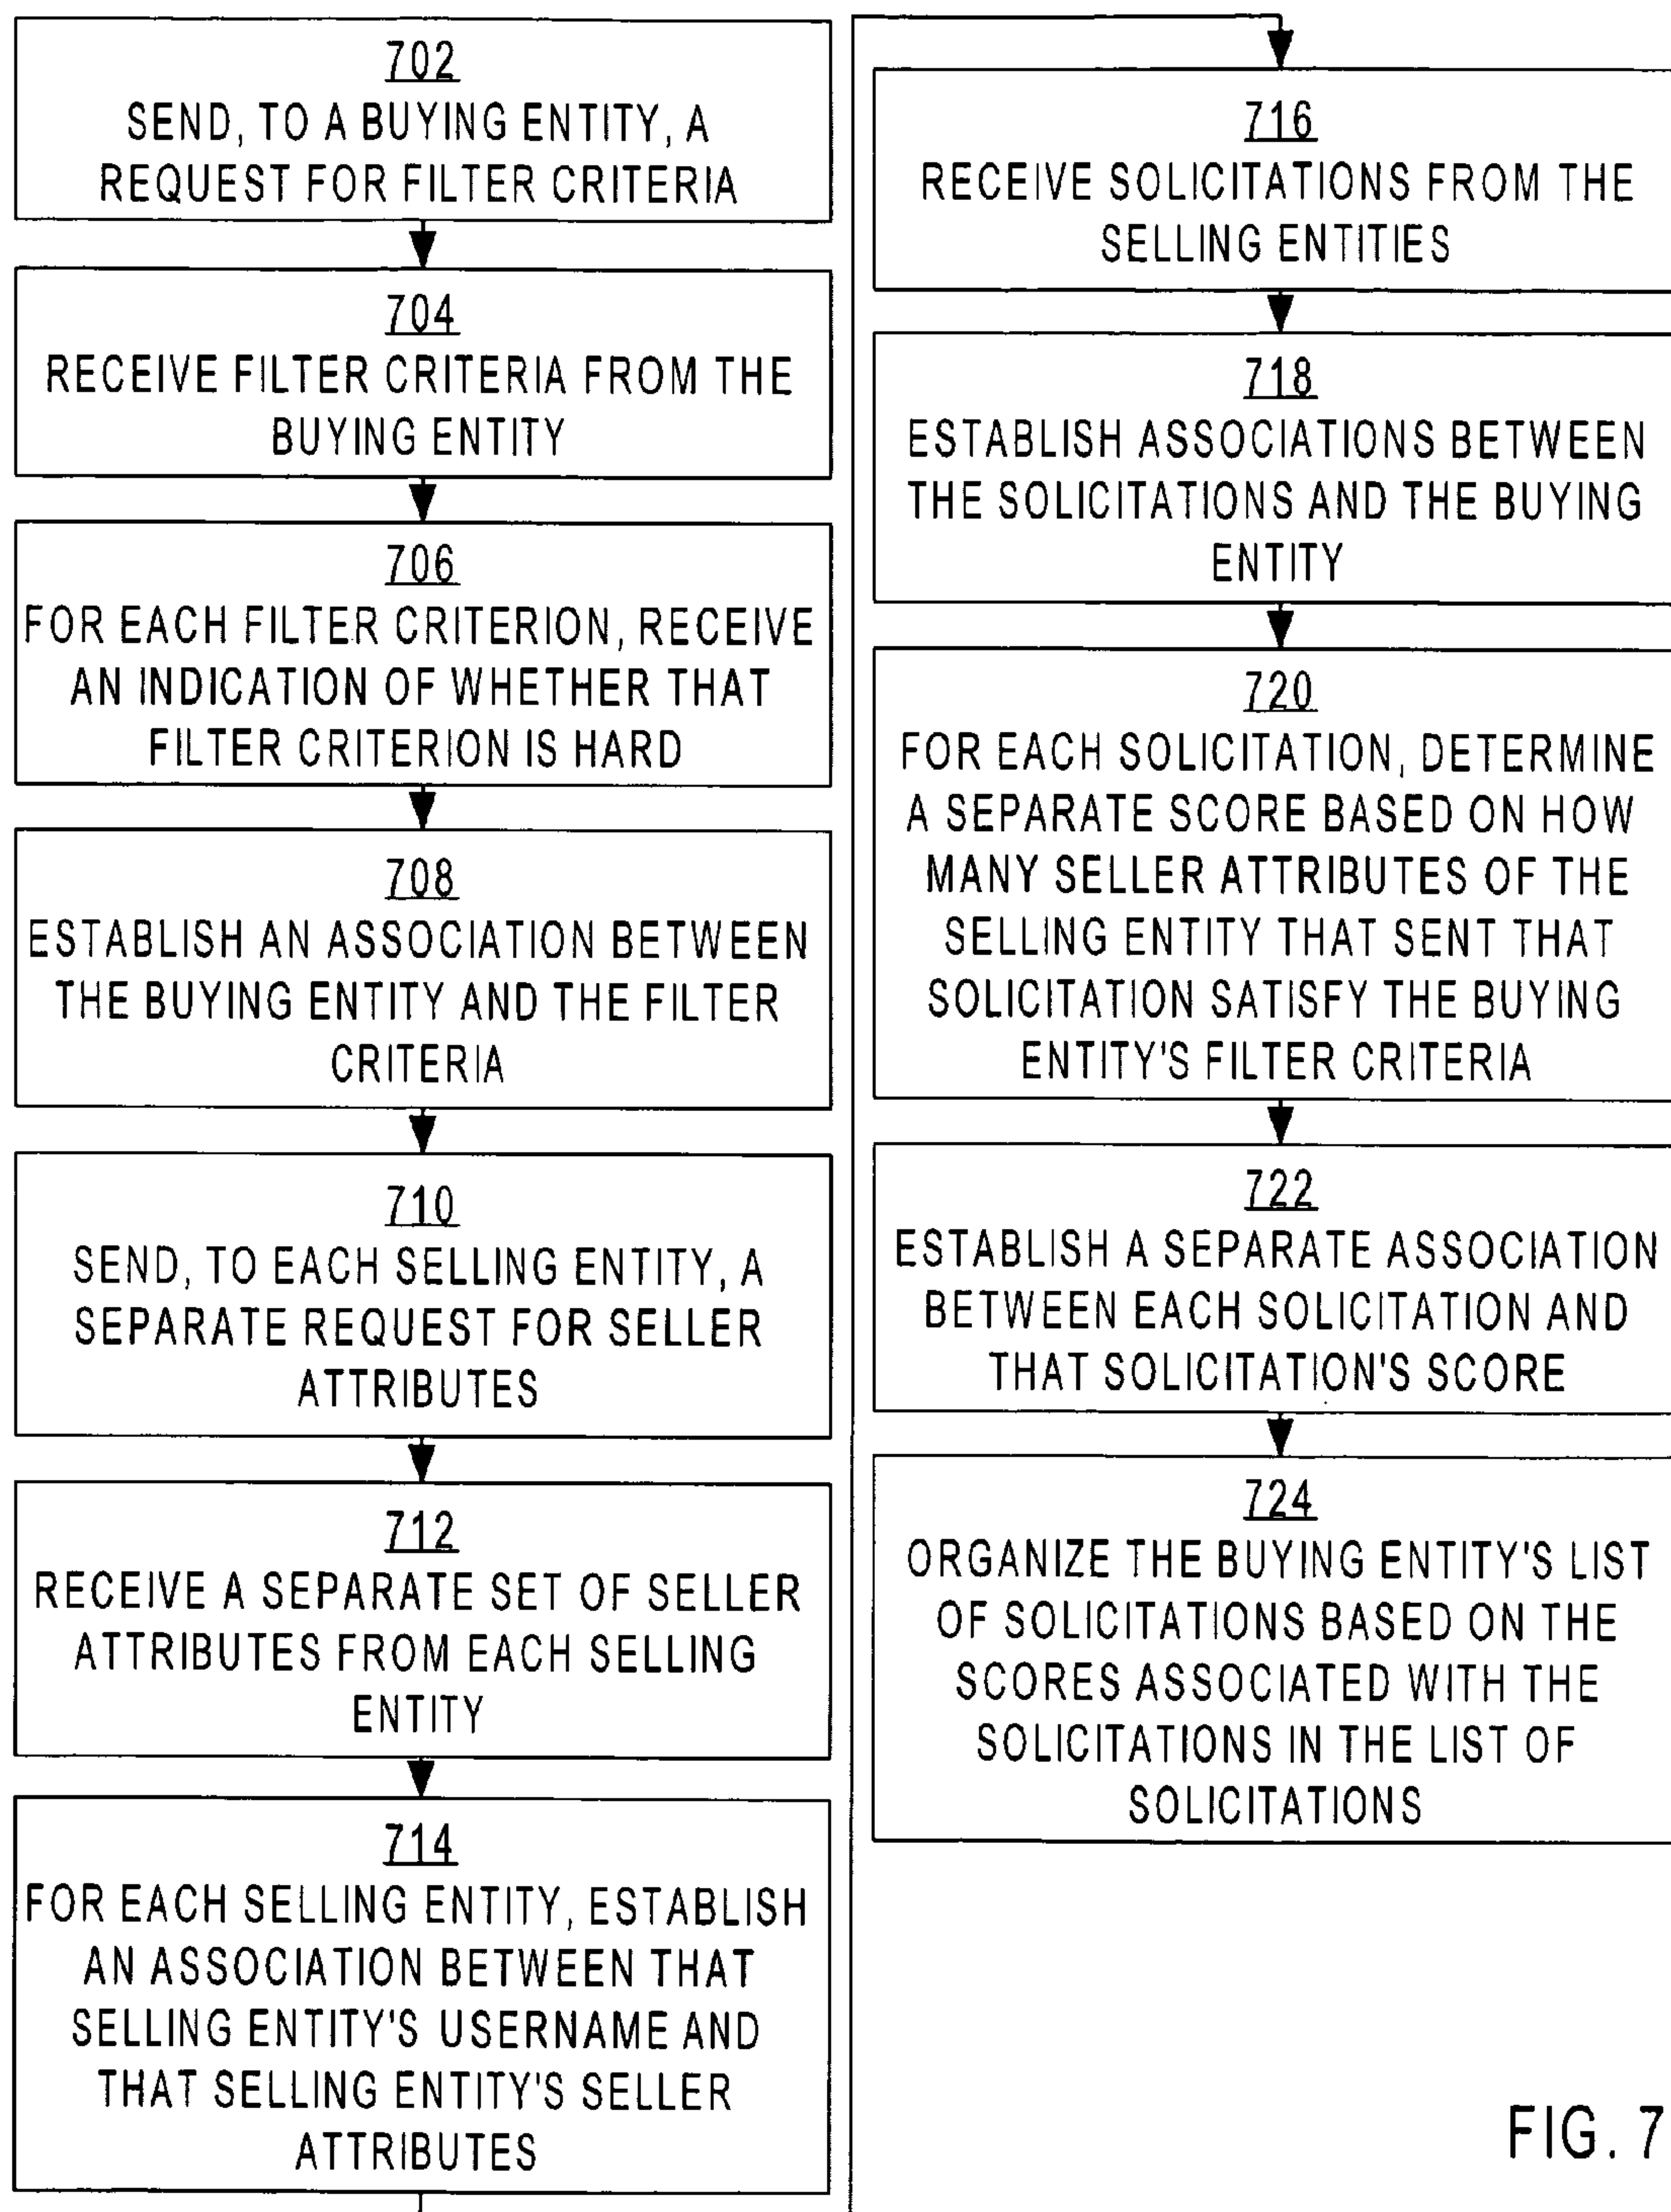 702
SEND, TO A BUYING ENTITY, A
REQUEST FOR FILTER CRITERIA
704
RECEIVE FILTER CRITERIA FROM THE
BUYING ENTITY
706
FOR EACH FILTER CRITERION, RECEIVE
AN INDICATION OF WHETHER THAT
FILTER CRITERION IS HARD
708
ESTABLISH AN ASSOCIATION BETWEEN
THE BUYING ENTITY AND THE FILTER
CRITERIA
710
SEND, TO EACH SELLING ENTITY, A
SEPARATE REQUEST FOR SELLER
ATTRIBUTES
712
RECEIVE A SEPARATE SET OF SELLER
ATTRIBUTES FROM EACH SELLING
ENTITY
714
FOR EACH SELLING ENTITY, ESTABLISH
AN ASSOCIATION BETWEEN THAT
SELLING ENTITY'S USERNAME AND
THAT SELLING ENTITY'S SELLER
ATTRIBUTES
716
RECEIVE SOLICITATIONS FROM THE
SELLING ENTITIES
718
ESTABLISH ASSOCIATIONS BETWEEN
THE SOLICITATIONS AND THE BUYING
ENTITY
720
FOR EACH SOLICITATION, DETERMINE
A SEPARATE SCORE BASED ON HOW
MANY SELLER ATTRIBUTES OF THE
SELLING ENTITY THAT SENT THAT
SOLICITATION SATISFY THE BUYING
ENTITY'S FILTER CRITERIA
722
ESTABLISH A SEPARATE ASSOCIATION
BETWEEN EACH SOLICITATION AND
THAT SOLICITATION'S SCORE
724
ORGANIZE THE BUYING ENTITY'S LIST
OF SOLICITATIONS BASED ON THE
SCORES ASSOCIATED WITH THE
SOLICITATIONS IN THE LIST OF
SOLICITATIONS
FIG. 7